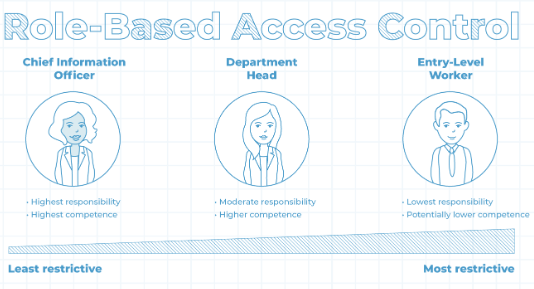 Role-Based Access Control
Chief Information
Officer
Department
Head
Entry-Level
Worker
• Highest responsibility
• Highest competence
• Moderate responsibility
• Higher competence
• Lowest responsibility
• Potentially lower competence
Least restrictive
Most restrictive